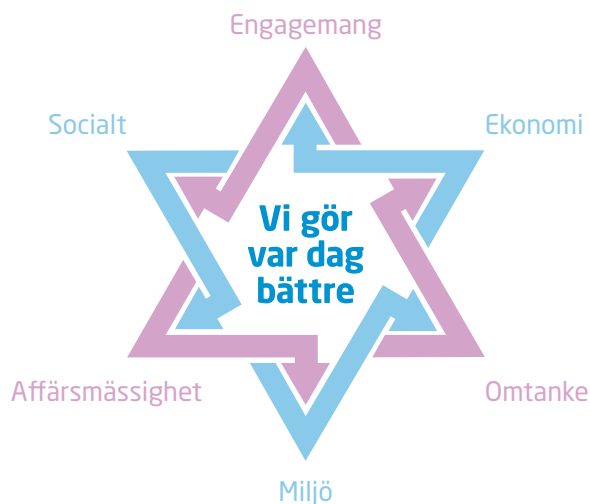 Engagemang
Socialt
Ekonomi
Vi gör
var dag
bättre
Affärsmässighet
Omtanke
Miljö